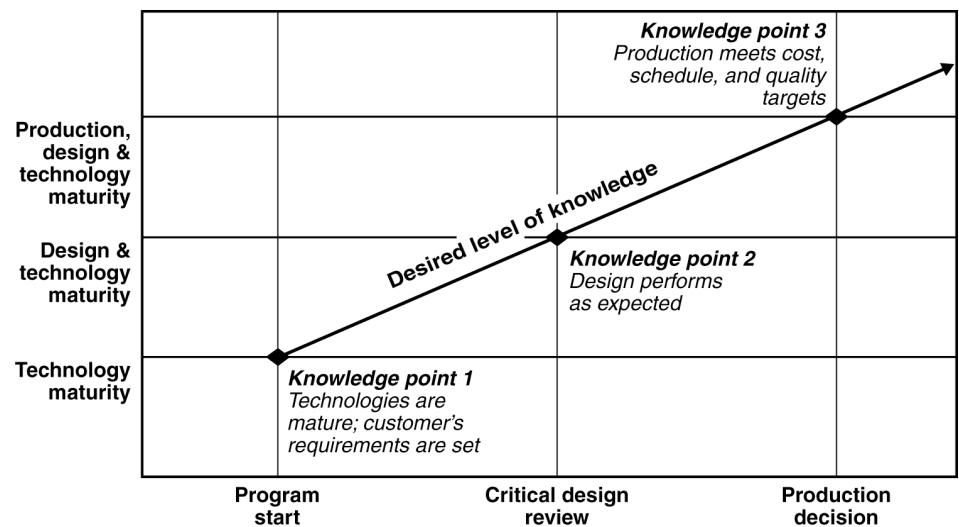 Knowledge point 3
Production meets cost,
schedule, and quality
targets
Production,
design &
technology
maturity
Desired level of knowledge
Design &
technology
maturity
Knowledge point 2
Design performs
as expected
Technology
maturity
Knowledge point 1
Technologies are
mature; customer’s
requirements are set
Program
start
Critical design
review
Production
decision